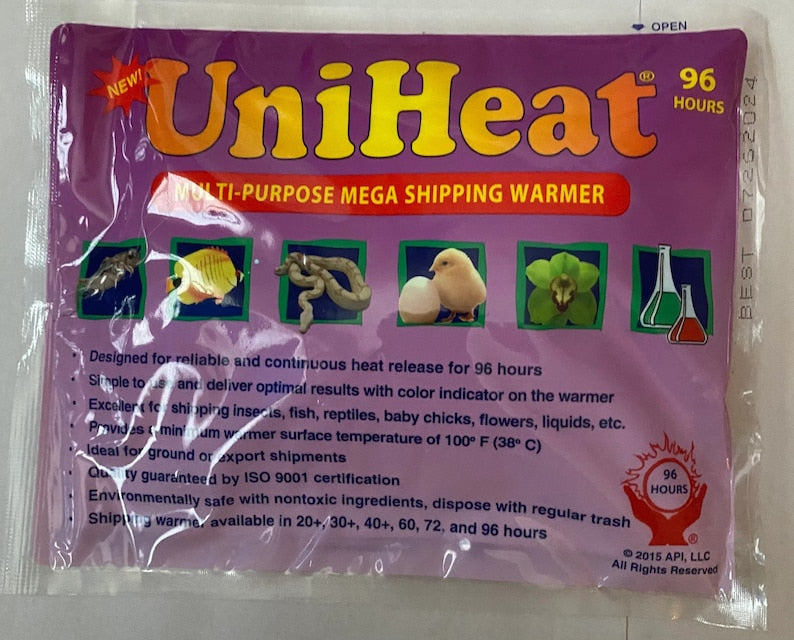 OPEN
NEW!
UniHeat®
96
HOURS
MULTI-PURPOSE MEGA SHIPPING WARMER
BEST 07262024
• Designed for reliable and continuous heat release for 96 hours
• Simple to use and deliver optimal results with color indicator on the warmer
• Excellent for shipping insects, fish, reptiles, baby chicks, flowers, liquids, etc.
• Provides a minimum warmer surface temperature of 100º F (38º C)
• Ideal for ground or export shipments
• Quality guaranteed by ISO 9001 certification
• Environmentally safe with nontoxic ingredients, dispose with regular trash
• Shipping warmer available in 20+, 30+, 40+, 60, 72, and 96 hours
96
HOURS
®
© 2015 API, LLC
All Rights Reserved